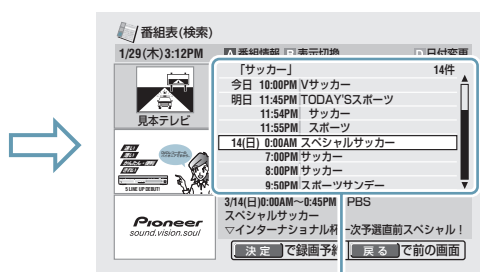 番組表(検索)
1/29(木)3:12PM
A 番組情報 B 表示切換
D 日付変更
「サッカー」 14件
今日 10:00PM Vサッカー
明日 11:45PM TODAY'Sスポーツ
11:54PM サッカー
11:55PM スポーツ
14(日) 0:00AM スペシャルサッカー
7:00PM サッカー
8:00PM サッカー
9:50PM スポーツサンデー
見本テレビ
5 LINE UP DEBUT!
Pioneer
sound.vision.soul
3/14(日)0:00AM〜0:45PM PBS
スペシャルサッカー
▽インターナショナル杯一次予選直前スペシャル!
決定 で録画予約 戻る で前の画面